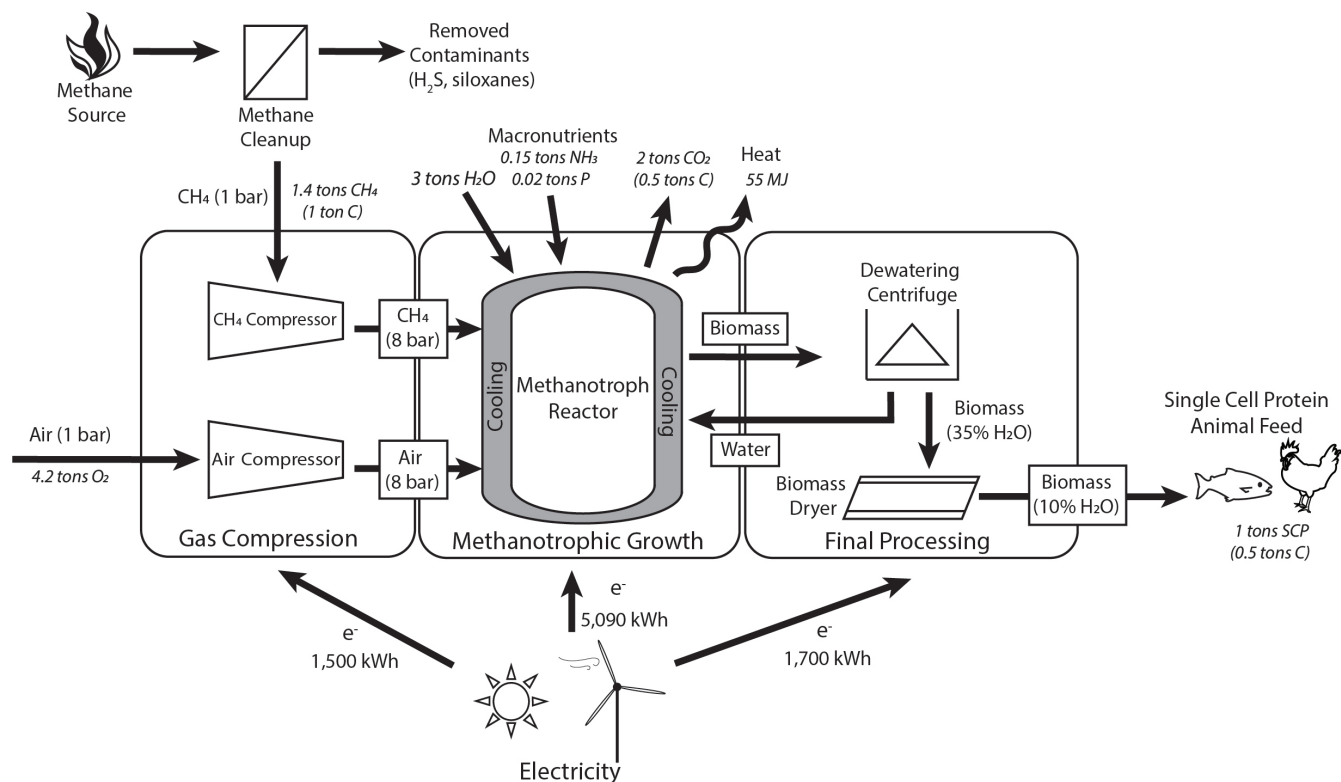 Methane
Source
Methane
Cleanup
Removed
Contaminants
(H₂S, siloxanes)
CH₄ (1 bar)
1.4 tons CH₄
(1 ton C)
3 tons H₂O
Macronutrients
0.15 tons NH₃
0.02 tons P
2 tons CO₂
(0.5 tons C)
Heat
55 MJ
CH₄ Compressor
CH₄
(8 bar)
Air (1 bar)
4.2 tons O₂
Air Compressor
Air
(8 bar)
Gas Compression
Cooling
Methanotroph
Reactor
Cooling
Methanotrophic Growth
Biomass
Water
Dewatering
Centrifuge
Biomass
(35% H₂O)
Biomass
Dryer
Final Processing
Biomass
(10% H₂O)
Single Cell Protein
Animal Feed
1 tons SCP
(0.5 tons C)
e⁻
1,500 kWh
e⁻
5,090 kWh
e⁻
1,700 kWh
Electricity